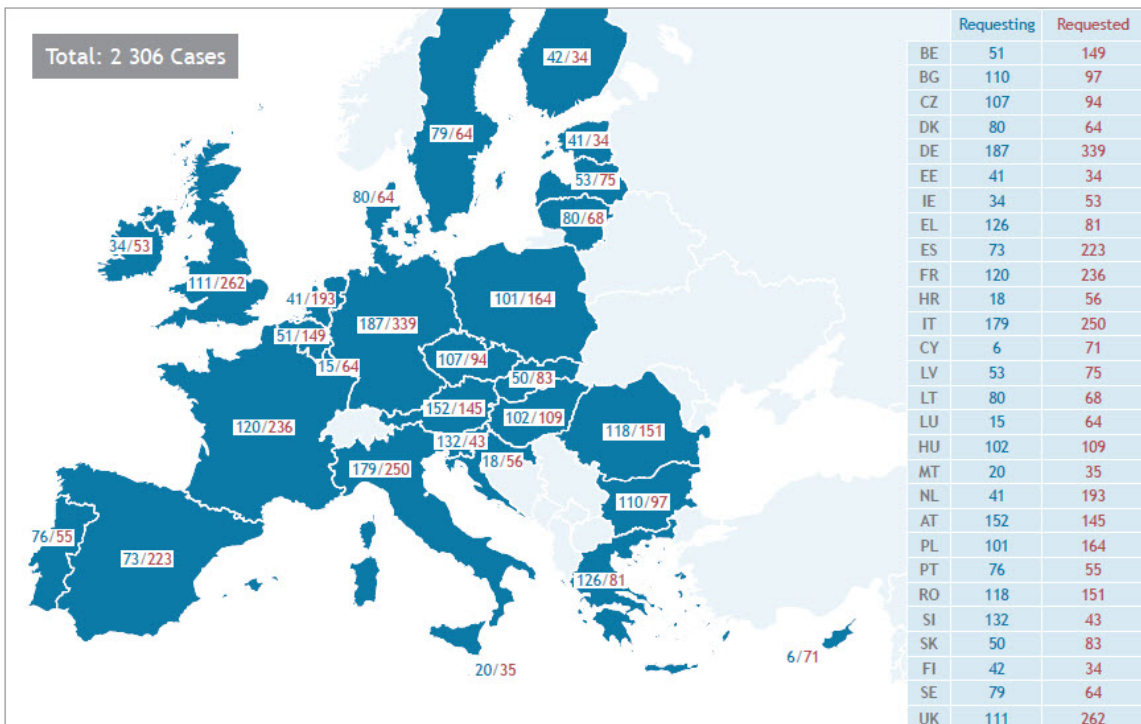 Total: 2 306 Cases
42/34
79/64
41/34
53/75
80/64
80/68
34/53
111/262
41/193
101/164
187/339
51/149
107/94
15/64
50/83
152/145
102/109
120/236
118/151
132/43
18/56
179/250
110/97
76/55
73/223
126/81
20/35
6/71
Requesting Requested
BE 51 149
BG 110 97
CZ 107 94
DK 80 64
DE 187 339
EE 41 34
IE 34 53
EL 126 81
ES 73 223
FR 120 236
HR 18 56
IT 179 250
CY 6 71
LV 53 75
LT 80 68
LU 15 64
HU 102 109
MT 20 35
NL 41 193
AT 152 145
PL 101 164
PT 76 55
RO 118 151
SI 132 43
SK 50 83
FI 42 34
SE 79 64
UK 111 262